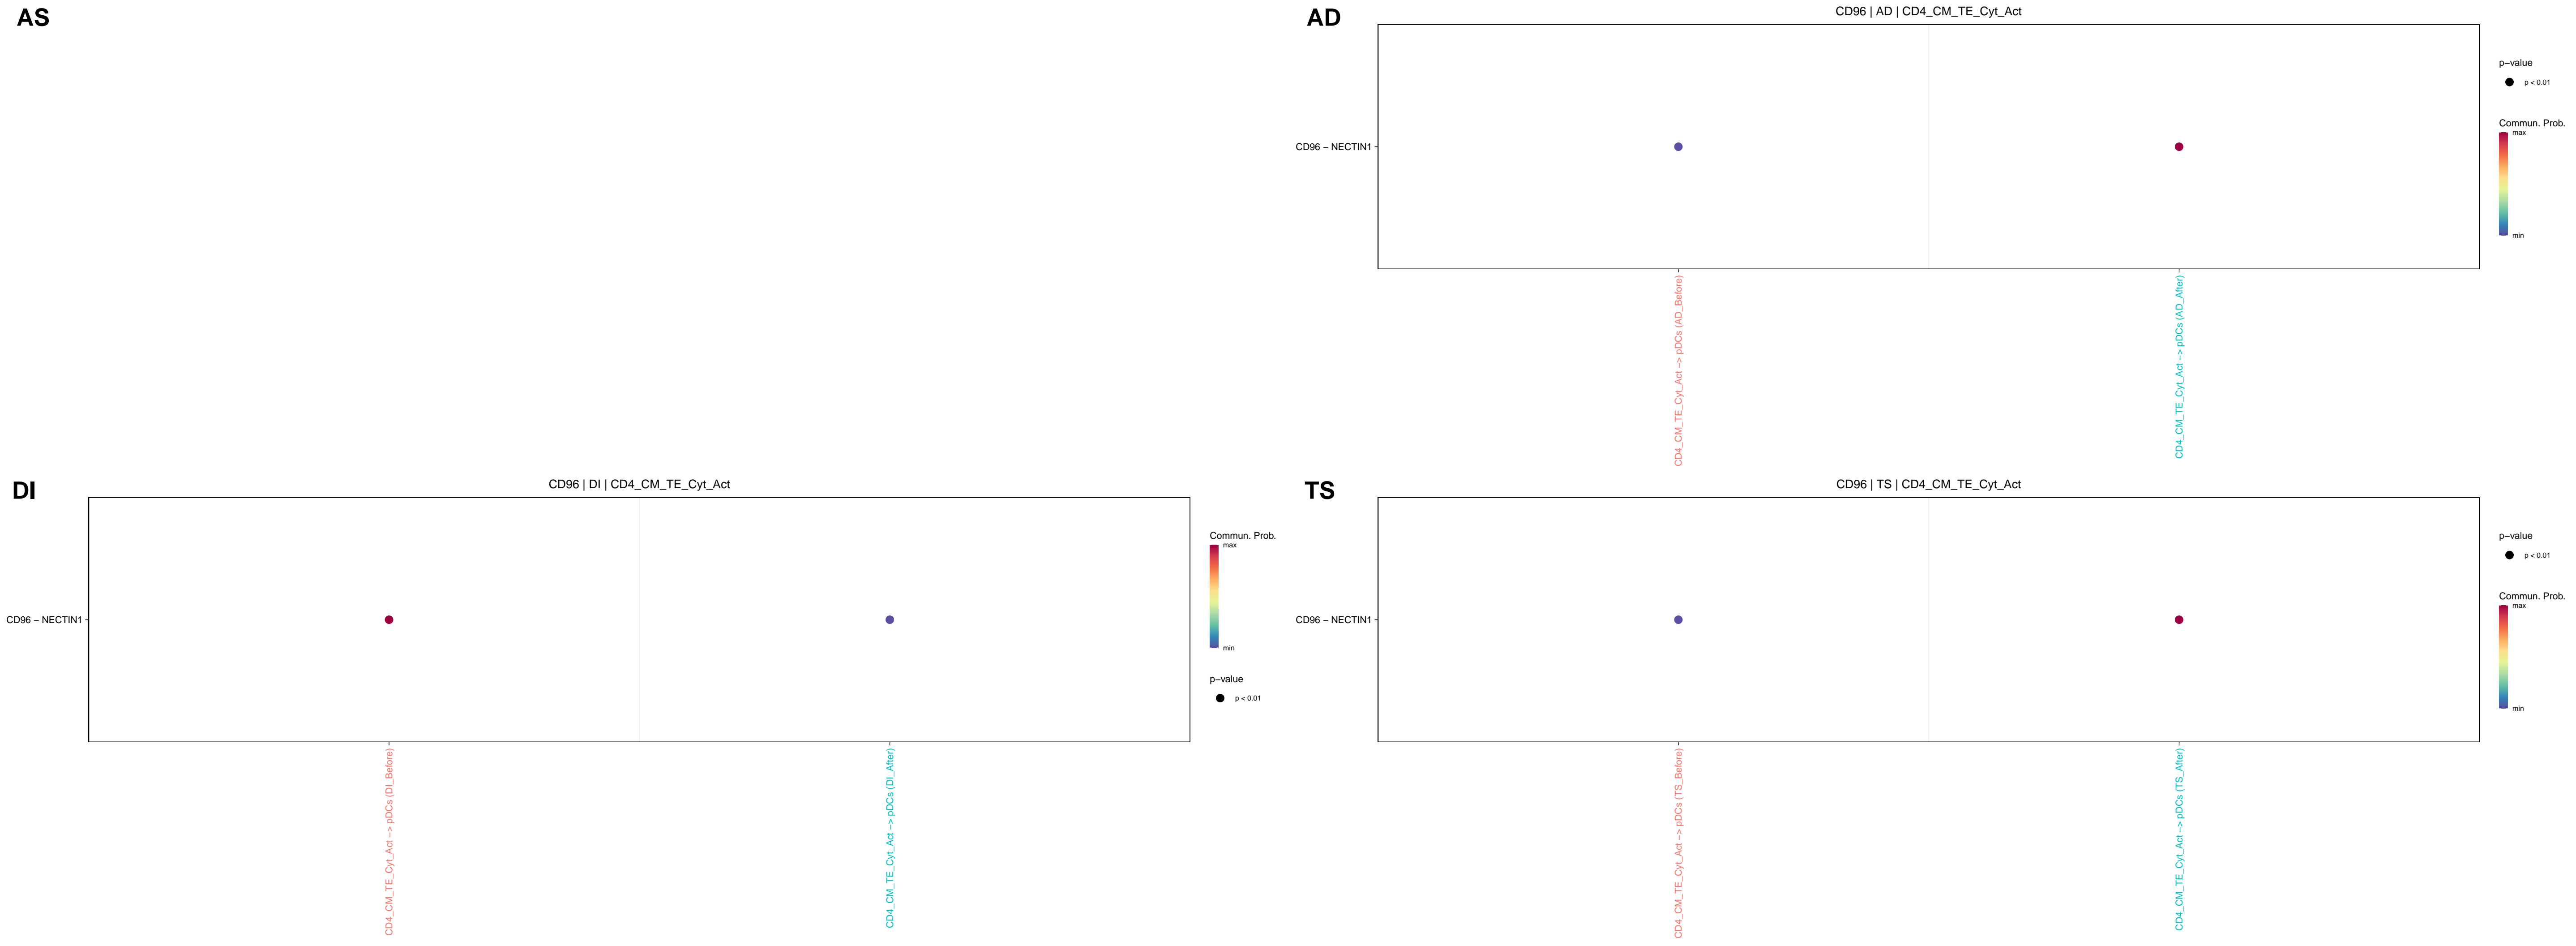 AS
AD
CD96 | AD | CD4_CM_TE_Cyt_Act
CD96 − NECTIN1
CD4_CM_TE_Cyt_Act −> pDCs (AD_Before)
CD4_CM_TE_Cyt_Act −> pDCs (AD_After)
p−value
p < 0.01
Commun. Prob.
max
min
DI
CD96 | DI | CD4_CM_TE_Cyt_Act
CD96 − NECTIN1
CD4_CM_TE_Cyt_Act −> pDCs (DI_Before)
CD4_CM_TE_Cyt_Act −> pDCs (DI_After)
Commun. Prob.
max
min
p−value
p < 0.01
TS
CD96 | TS | CD4_CM_TE_Cyt_Act
CD96 − NECTIN1
CD4_CM_TE_Cyt_Act −> pDCs (TS_Before)
CD4_CM_TE_Cyt_Act −> pDCs (TS_After)
p−value
p < 0.01
Commun. Prob.
max
min